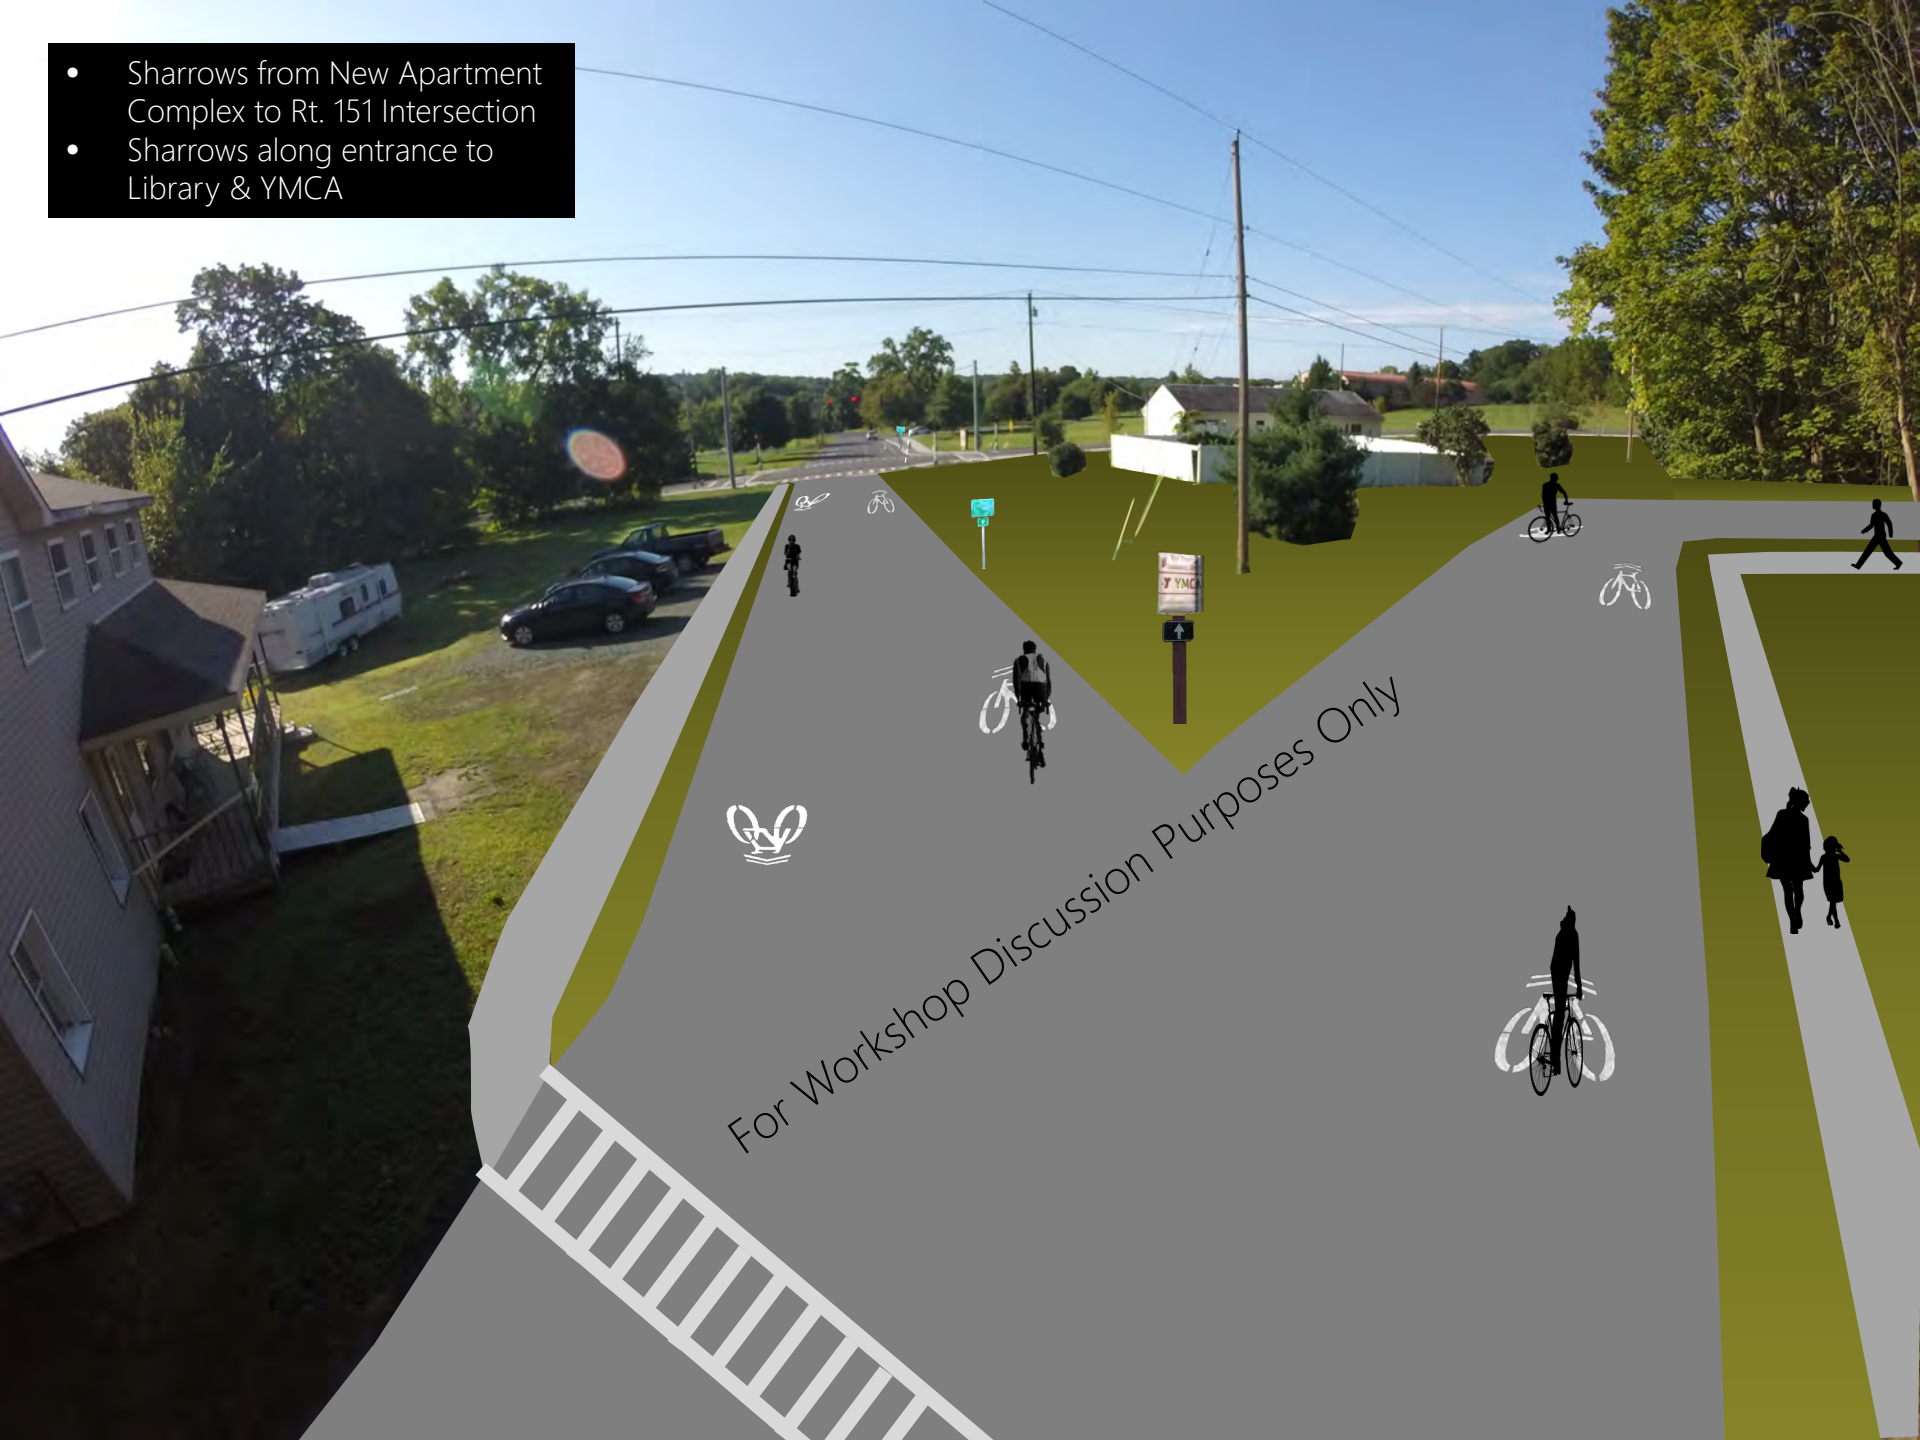 • Sharrows from New Apartment
Complex to Rt. 151 Intersection
• Sharrows along entrance to
Library & YMCA
Y YMCA
For Workshop Discussion Purposes Only